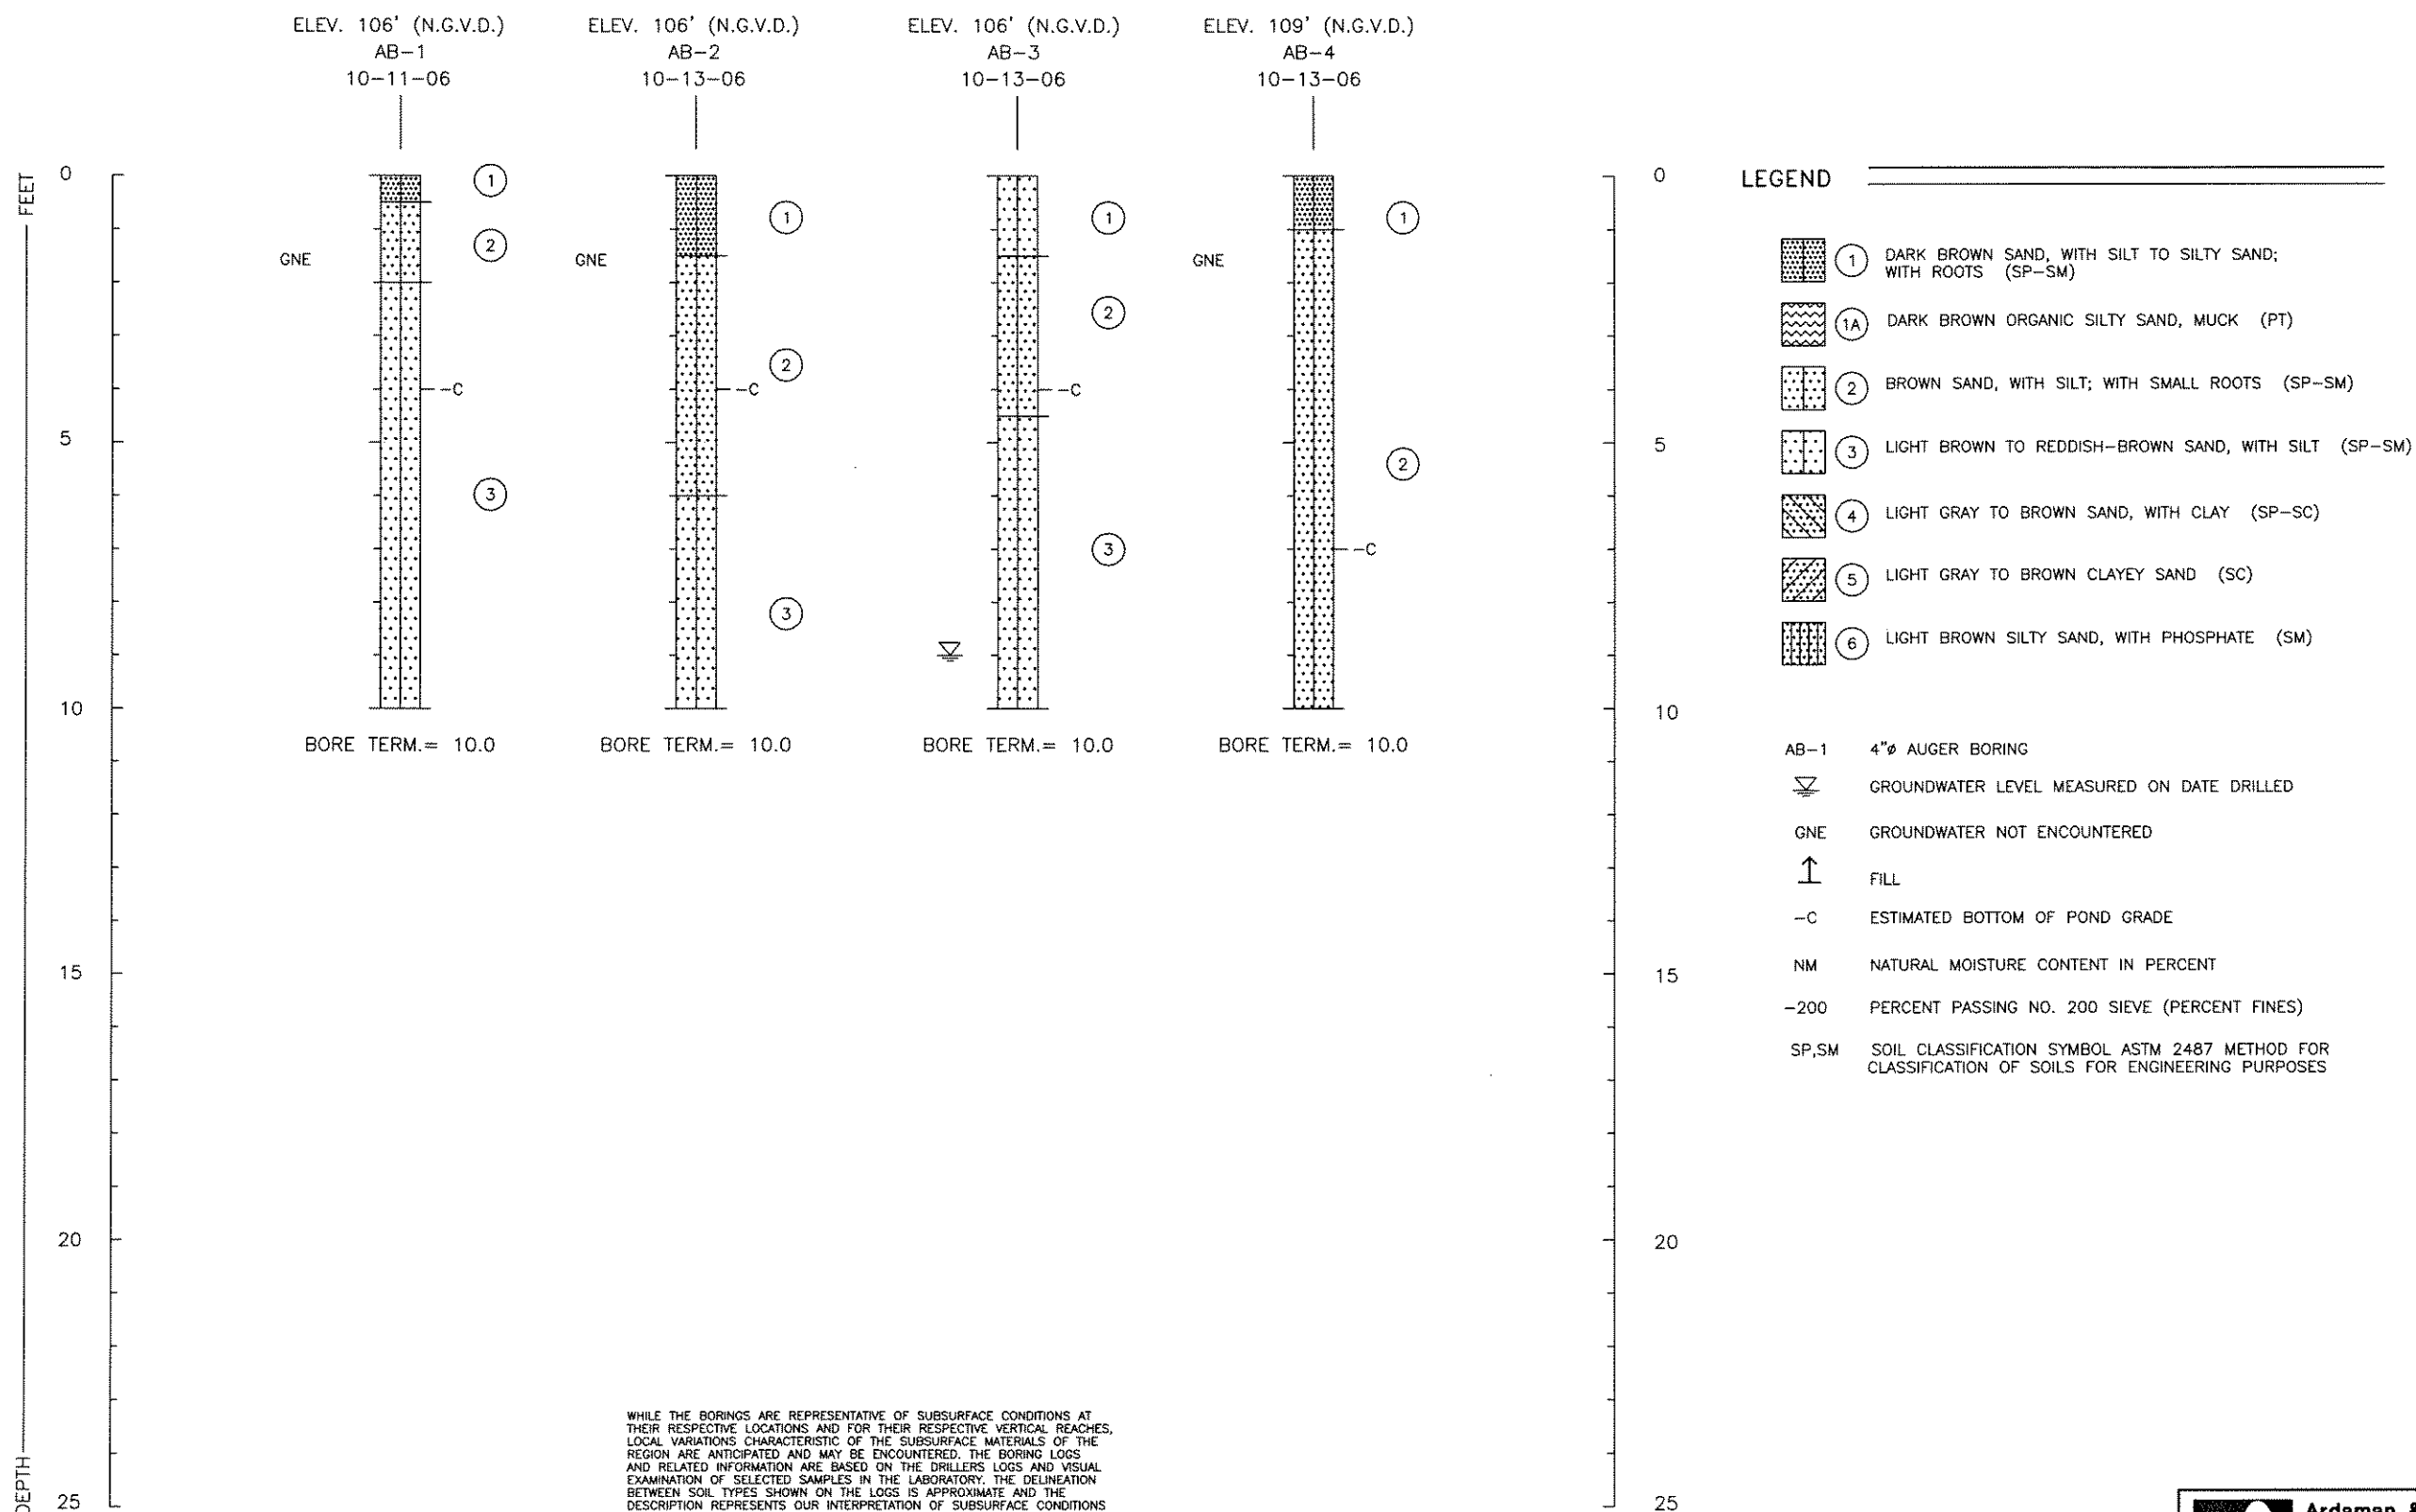 ELEV. 106' (N.G.V.D.)
AB-1
10-11-06
ELEV. 106' (N.G.V.D.)
AB-2
10-13-06
ELEV. 106' (N.G.V.D.)
AB-3
10-13-06
ELEV. 109' (N.G.V.D.)
AB-4
10-13-06
FEET
DEPTH
0
5
10
15
20
25
GNE
1
2
-C
3
BORE TERM.= 10.0
GNE
1
2
-C
3
BORE TERM.= 10.0
1
2
-C
3
BORE TERM.= 10.0
GNE
1
2
-C
BORE TERM.= 10.0
0
5
10
15
20
25
LEGEND
1 DARK BROWN SAND, WITH SILT TO SILTY SAND;
WITH ROOTS (SP-SM)
1A DARK BROWN ORGANIC SILTY SAND, MUCK (PT)
2 BROWN SAND, WITH SILT; WITH SMALL ROOTS (SP-SM)
3 LIGHT BROWN TO REDDISH-BROWN SAND, WITH SILT (SP-SM)
4 LIGHT GRAY TO BROWN SAND, WITH CLAY (SP-SC)
5 LIGHT GRAY TO BROWN CLAYEY SAND (SC)
6 LIGHT BROWN SILTY SAND, WITH PHOSPHATE (SM)
AB-1 4"ø AUGER BORING
GROUNDWATER LEVEL MEASURED ON DATE DRILLED
GNE GROUNDWATER NOT ENCOUNTERED
FILL
-C ESTIMATED BOTTOM OF POND GRADE
NM NATURAL MOISTURE CONTENT IN PERCENT
-200 PERCENT PASSING NO. 200 SIEVE (PERCENT FINES)
SP,SM SOIL CLASSIFICATION SYMBOL ASTM 2487 METHOD FOR
CLASSIFICATION OF SOILS FOR ENGINEERING PURPOSES
WHILE THE BORINGS ARE REPRESENTATIVE OF SUBSURFACE CONDITIONS AT
THEIR RESPECTIVE LOCATIONS AND FOR THEIR RESPECTIVE VERTICAL REACHES,
LOCAL VARIATIONS CHARACTERISTIC OF THE SUBSURFACE MATERIALS OF THE
REGION ARE ANTICIPATED AND MAY BE ENCOUNTERED. THE BORING LOGS
AND RELATED INFORMATION ARE BASED ON THE DRILLERS LOGS AND VISUAL
EXAMINATION OF SELECTED SAMPLES IN THE LABORATORY. THE DELINEATION
BETWEEN SOIL TYPES SHOWN ON THE LOGS IS APPROXIMATE AND THE
DESCRIPTION REPRESENTS OUR INTERPRETATION OF SUBSURFACE CONDITIONS